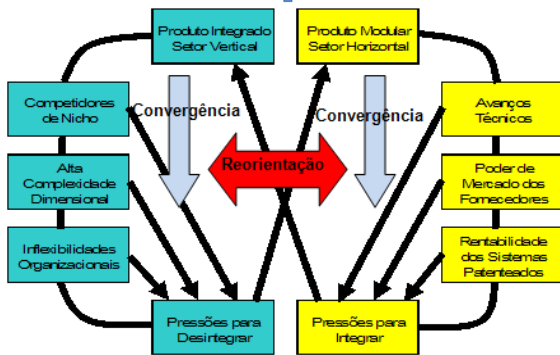 Produto Integrado
Setor Vertical
Produto Modular
Setor Horizontal
Competidores
de Nicho
Convergência
Convergência
Avanços
Técnicos
Alta
Complexidade
Dimensional
Reorientação
Poder de
Mercado dos
Fornecedores
Inflexibilidades
Organizacionais
Rentabilidade
dos Sistemas
Patenteados
Pressões para
Desintegrar
Pressões para
Integrar